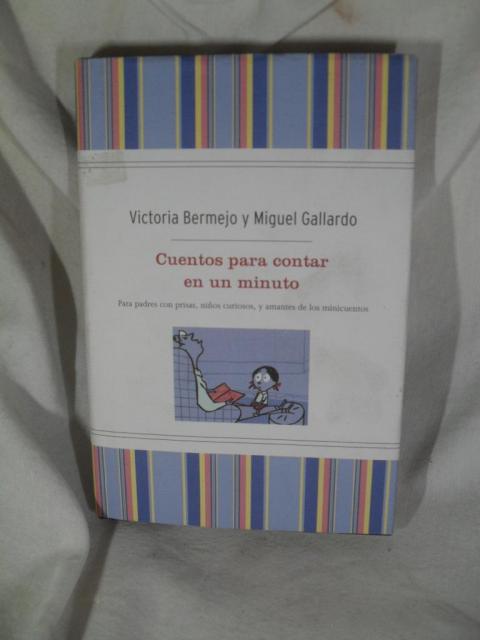 Victoria Bermejo y Miguel Gallardo
Cuentos para contar
en un minuto
Para padres con prisas, niños curiosos, y amantes de los minicuentos